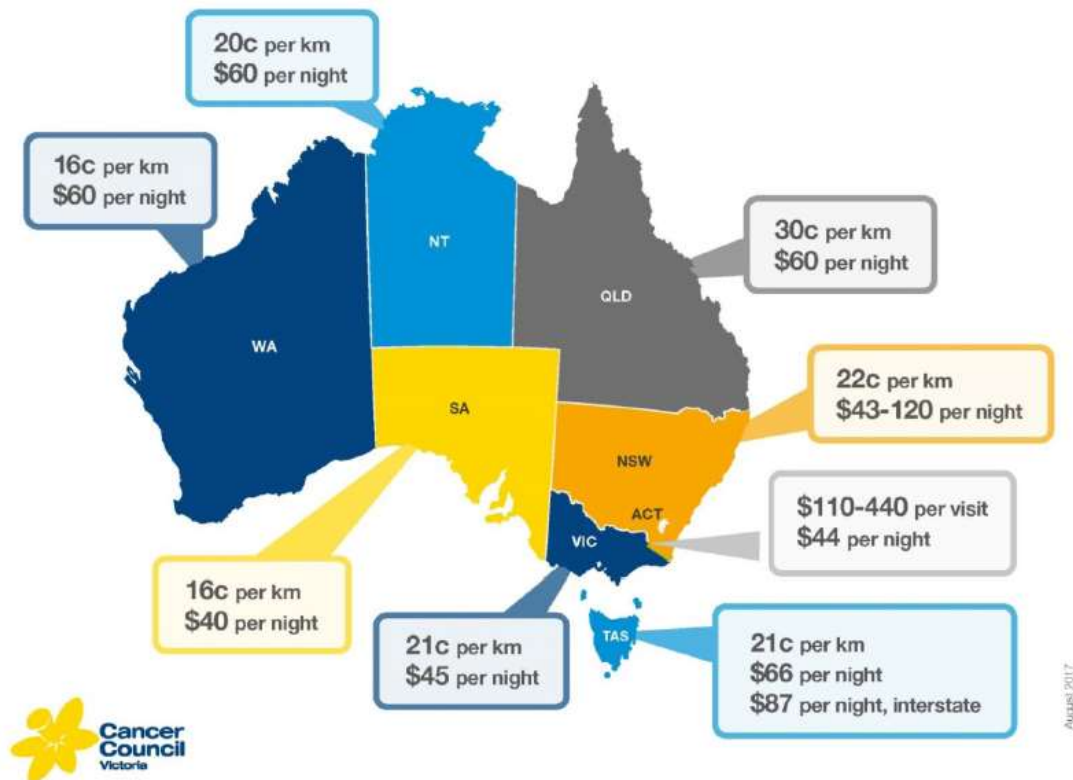 20c per km
$60 per night
16c per km
$60 per night
30c per km
$60 per night
NT
QLD
WA
22c per km
$43-120 per night
SA
NSW
ACT
$110-440 per visit
$44 per night
VIC
16c per km
$40 per night
21c per km
$45 per night
TAS
21c per km
$66 per night
$87 per night, interstate
August 2017
Cancer
Council
Victoria